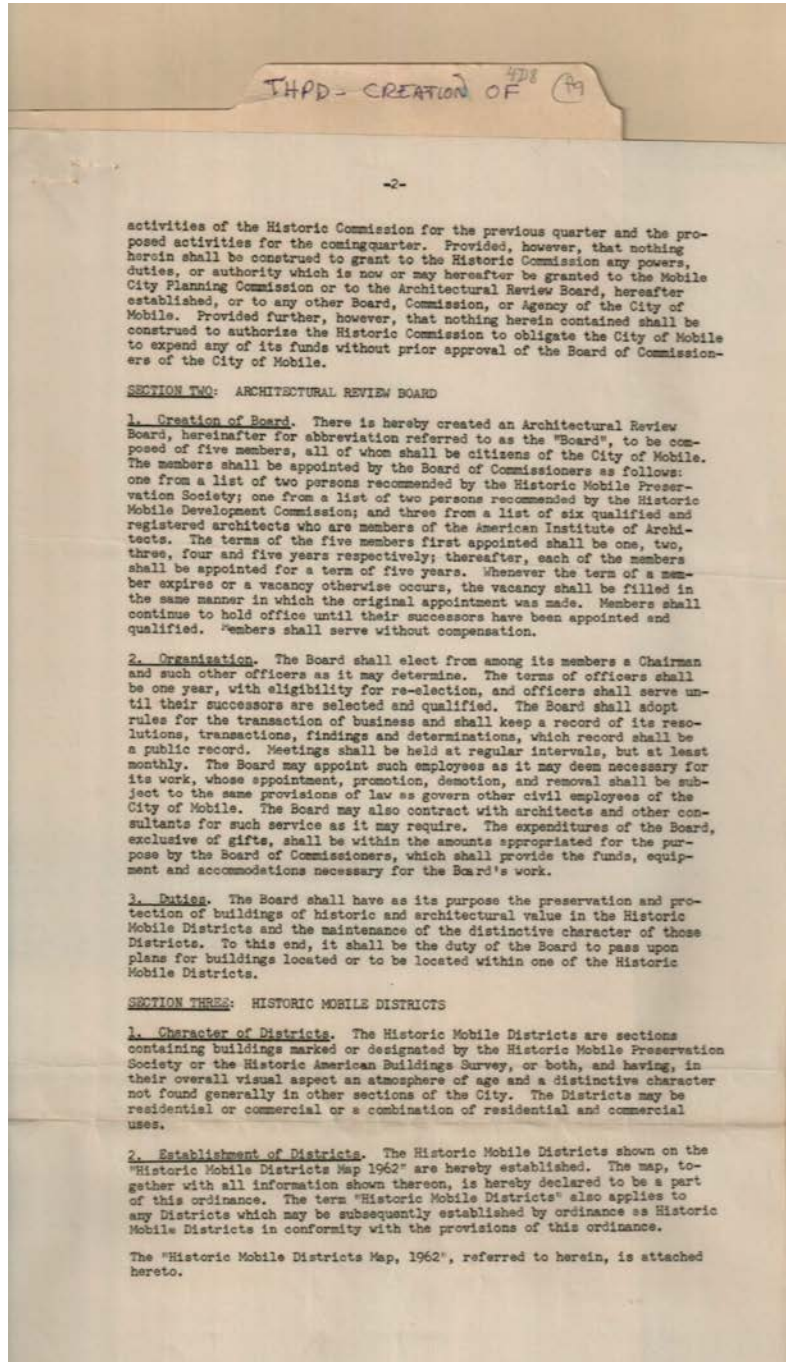 THPD - CREATION OF
-2-
activities of the Historic Commission for the previous quarter and the pro-
posed activities for the comingquarter. Provided, however, that nothing
herein shall be construed to grant to the Historic Commission any powers,
duties, or authority which is now or may hereafter be granted to the Mobile
City Planning Commission or to the Architectural Review Board, hereafter
established, or to any other Board, Commission, or Agency of the City of
Mobile. Provided further, however, that nothing herein contained shall be
construed to authorize the Historic Commission to obligate the City of Mobile
to expend any of its funds without prior approval of the Board of Commission-
ers of the City of Mobile.
SECTION TWO: ARCHITECTURAL REVIEW BOARD
1. Creation of Board. There is hereby created an Architectural Review
Board, hereinafter for abbreviation referred to as the "Board", to be com-
posed of five members, all of whom shall be citizens of the City of Mobile.
The members shall be appointed by the Board of Commissioners as follows:
one from a list of two persons recommended by the Historic Mobile Preser-
vation Society; one from a list of two persons recommended by the Historic
Mobile Development Commission; and three from a list of six qualified and
registered architects who are members of the American Institute of Archi-
tects. The terms of the five members first appointed shall be one, two,
three, four and five years respectively; thereafter, each of the members
shall be appointed for a term of five years. Whenever the term of a mem-
ber expires or a vacancy otherwise occurs, the vacancy shall be filled in
the same manner in which the original appointment was made. Members shall
continue to hold office until their successors have been appointed and
qualified. Members shall serve without compensation.
2. Organization. The Board shall elect from among its members a Chairman
and such other officers as it may determine. The terms of officers shall
be one year, with eligibility for re-election, and officers shall serve un-
til their successors are selected and qualified. The Board shall adopt
rules for the transaction of business and shall keep a record of its reso-
lutions, transactions, findings and determinations, which record shall be
a public record. Meetings shall be held at regular intervals, but at least
monthly. The Board may appoint such employees as it may deem necessary for
its work, whose appointment, promotion, demotion, and removal shall be sub-
ject to the same provisions of law as govern other civil employees of the
City of Mobile. The Board may also contract with architects and other con-
sultants for such service as it may require. The expenditures of the Board,
exclusive of gifts, shall be within the amounts appropriated for the pur-
pose by the Board of Commissioners, which shall provide the funds, equip-
ment and accommodations necessary for the Board's work.
3. Duties. The Board shall have as its purpose the preservation and pro-
tection of buildings of historic and architectural value in the Historic
Mobile Districts and the maintenance of the distinctive character of those
Districts. To this end, it shall be the duty of the Board to pass upon
plans for buildings located or to be located within one of the Historic
Mobile Districts.
SECTION THREE: HISTORIC MOBILE DISTRICTS
1. Character of Districts. The Historic Mobile Districts are sections
containing buildings marked or designated by the Historic Mobile Preservation
Society or the Historic American Buildings Survey, or both, and having, in
their overall visual aspect an atmosphere of age and a distinctive character
not found generally in other sections of the City. The Districts may be
residential or commercial or a combination of residential and commercial
uses.
2. Establishment of Districts. The Historic Mobile Districts shown on the
"Historic Mobile Districts Map 1962" are hereby established. The map, to-
gether with all information shown thereon, is hereby declared to be a part
of this ordinance. The term "Historic Mobile Districts" also applies to
any Districts which may be subsequently established by ordinance as Historic
Mobile Districts in conformity with the provisions of this ordinance.
The "Historic Mobile Districts Map, 1962", referred to herein, is attached
hereto.